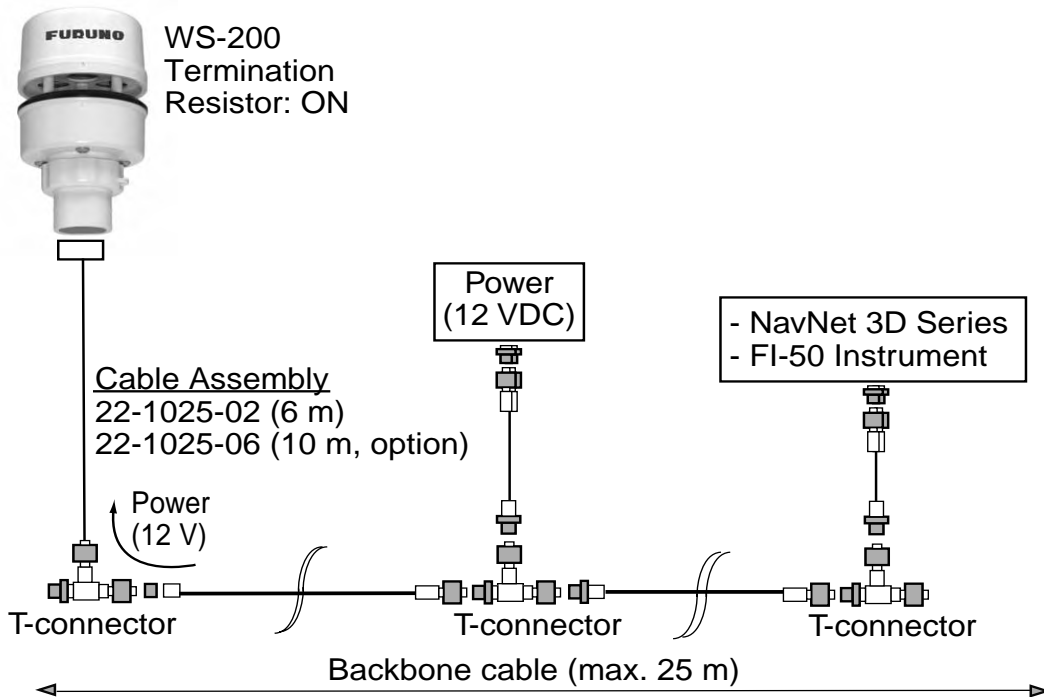 FURUNO
WS-200
Termination
Resistor: ON
Power
(12 VDC)
- NavNet 3D Series
- FI-50 Instrument
Cable Assembly
22-1025-02 (6 m)
22-1025-06 (10 m, option)
Power
(12 V)
T-connector
T-connector
T-connector
Backbone cable (max. 25 m)